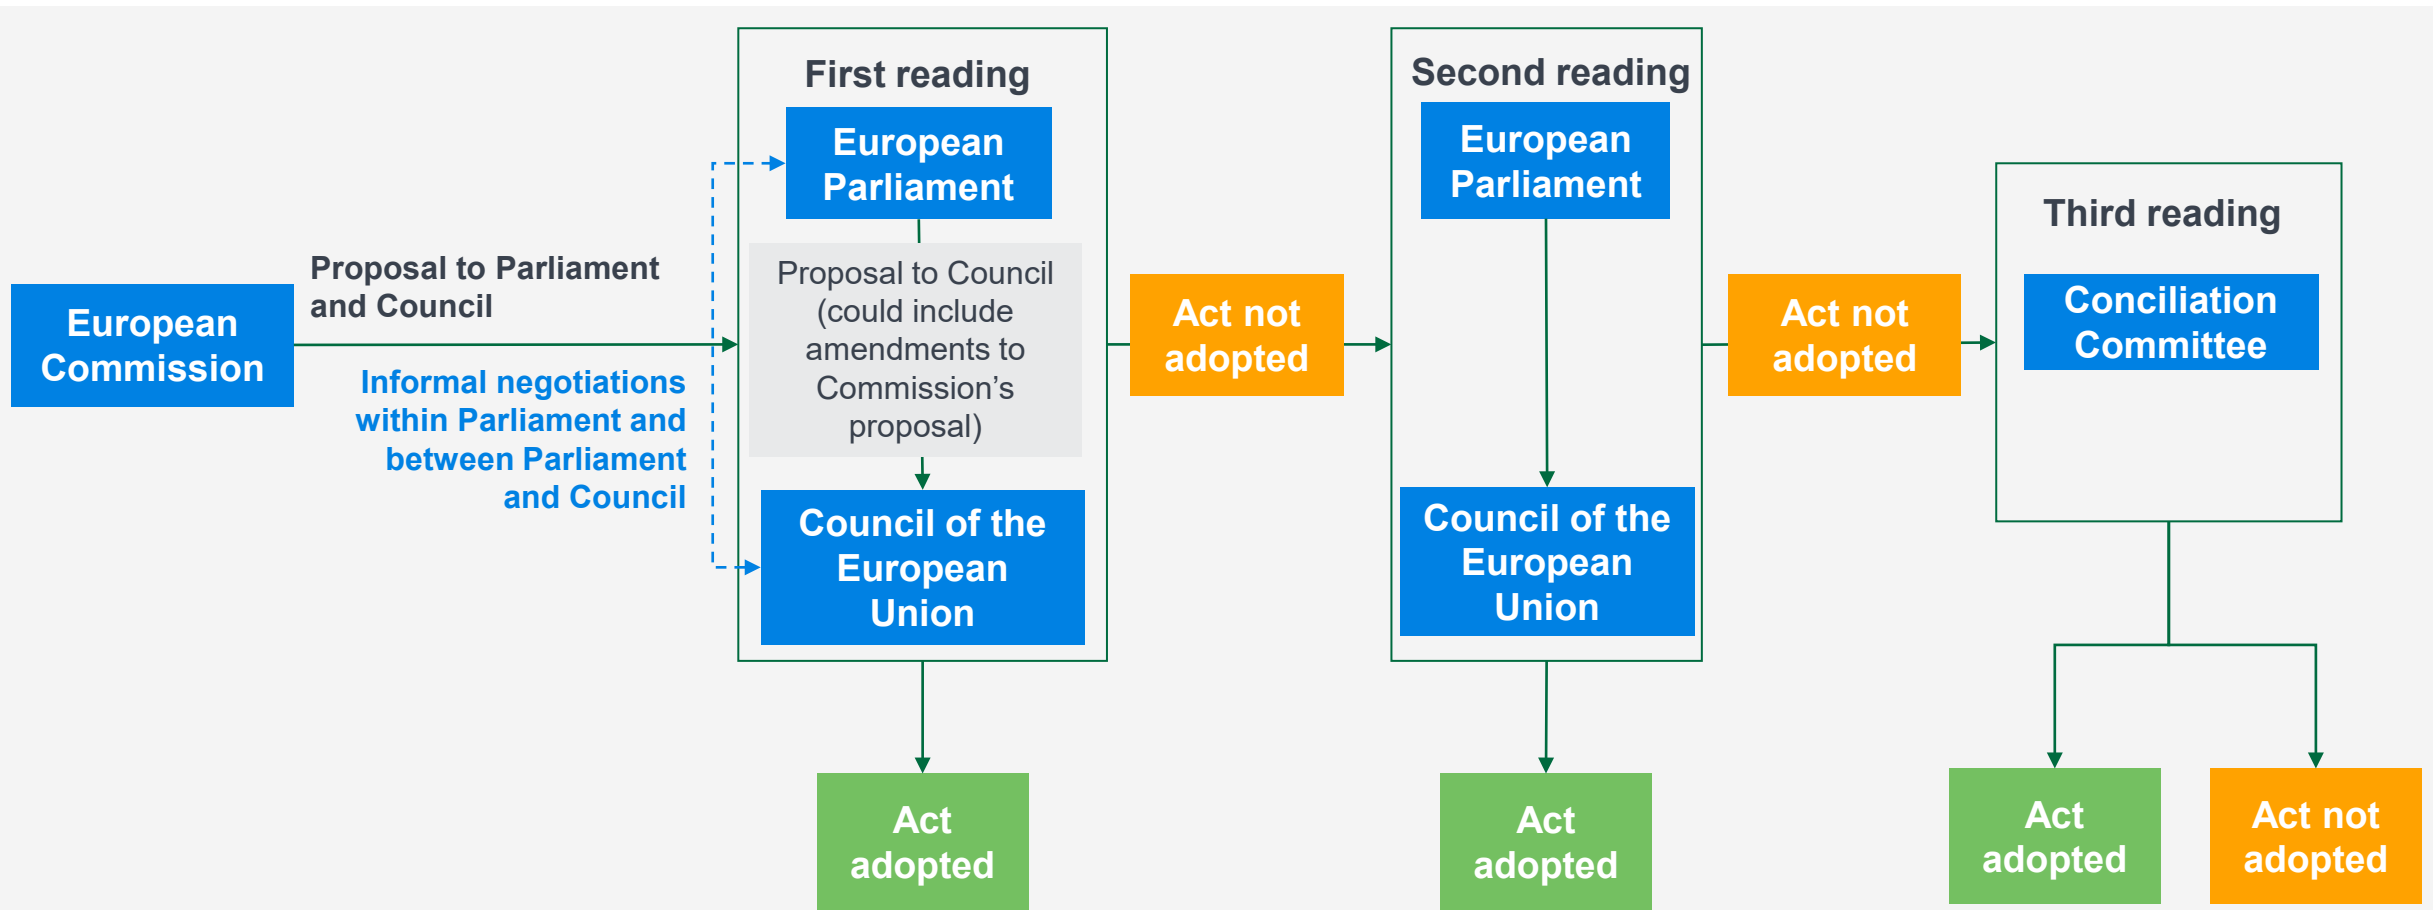 European
Commission
Proposal to Parliament
and Council
Informal negotiations
within Parliament and
between Parliament
and Council
First reading
European
Parliament
Proposal to Council
(could include
amendments to
Commission’s
proposal)
Council of the
European
Union
Act
adopted
Act not
adopted
Second reading
European
Parliament
Council of the
European
Union
Act
adopted
Act not
adopted
Third reading
Conciliation
Committee
Act
adopted
Act not
adopted